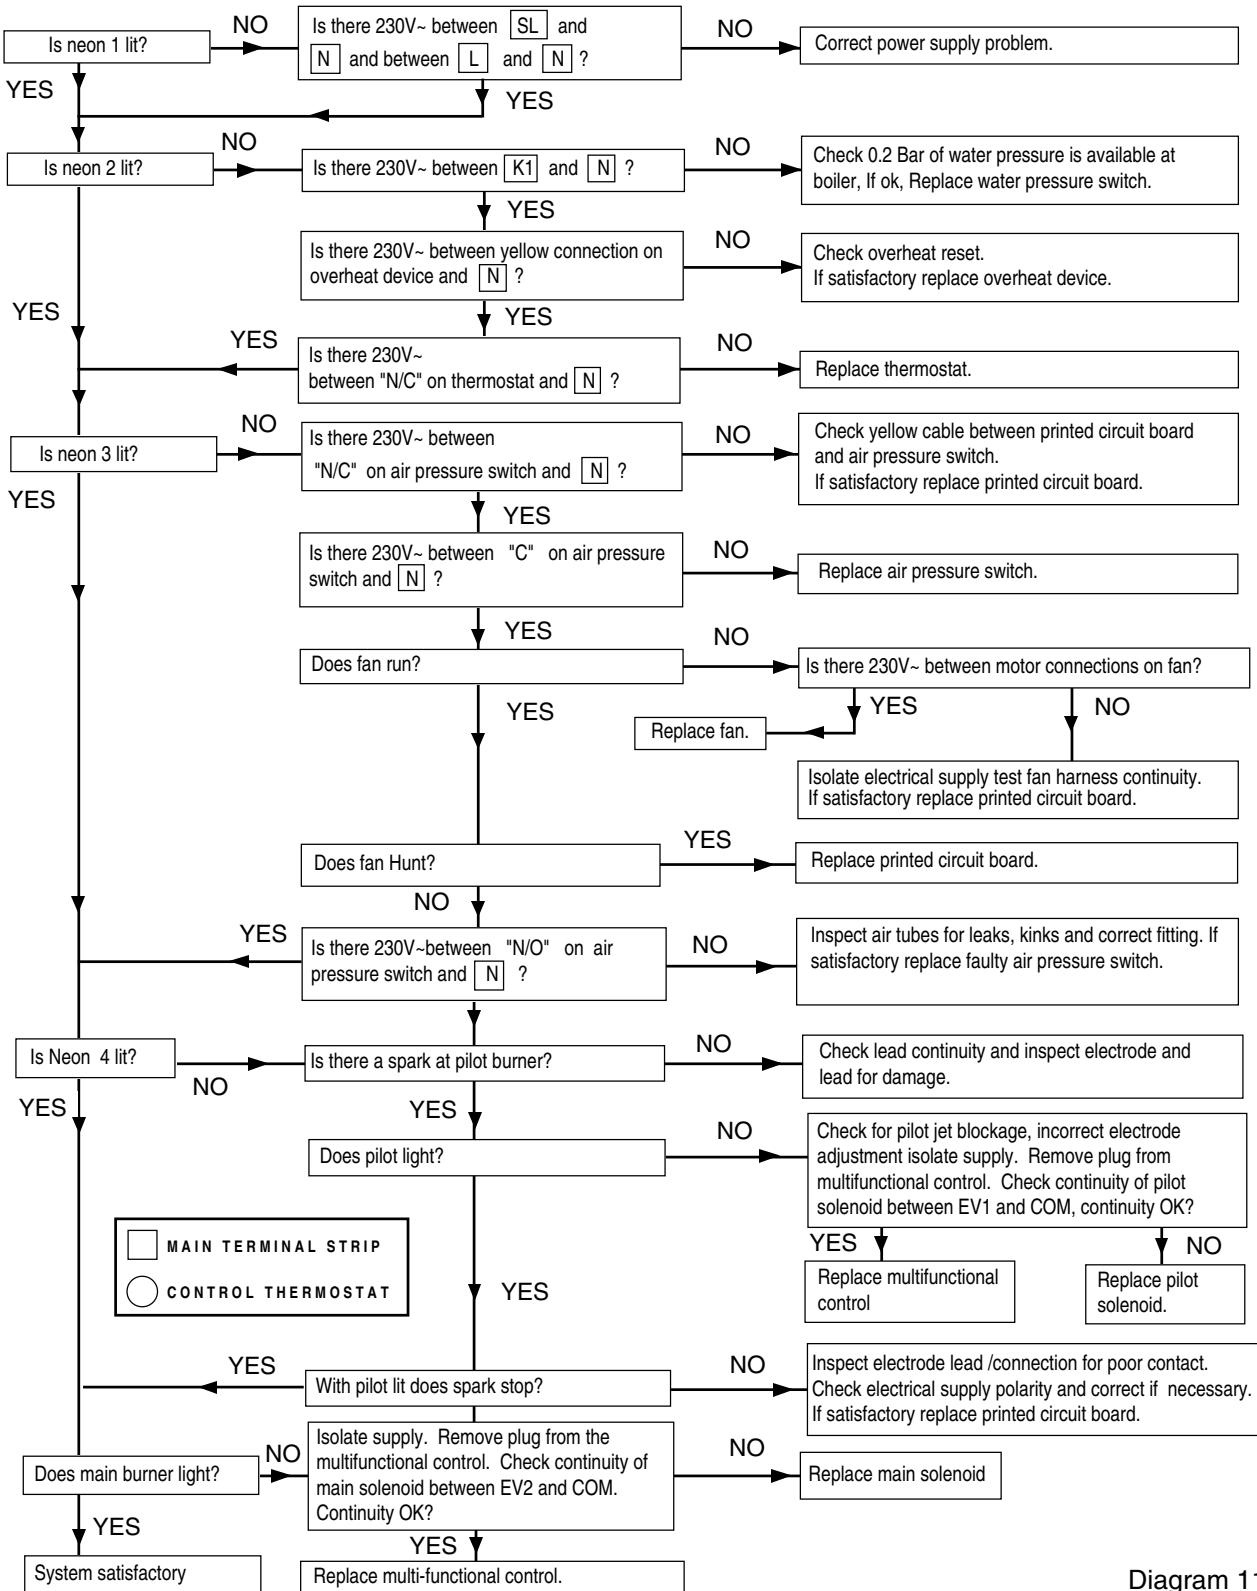 Is neon 1 lit?
NO
Is there 230V~ between SL and
N and between L and N ?
NO
Correct power supply problem.
YES
YES
Is neon 2 lit?
NO
Is there 230V~ between K1 and N ?
NO
Check 0.2 Bar of water pressure is available at
boiler, If ok, Replace water pressure switch.
YES
Is there 230V~ between yellow connection on
overheat device and N ?
NO
Check overheat reset.
If satisfactory replace overheat device.
YES
YES
YES
Is there 230V~
between "N/C" on thermostat and N ?
NO
Replace thermostat.
Is neon 3 lit?
NO
Is there 230V~ between
"N/C" on air pressure switch and N ?
NO
Check yellow cable between printed circuit board
and air pressure switch.
If satisfactory replace printed circuit board.
YES
YES
Is there 230V~ between "C" on air pressure
switch and N ?
NO
Replace air pressure switch.
YES
Does fan run?
NO
Is there 230V~ between motor connections on fan?
YES
YES
NO
Replace fan.
Isolate electrical supply test fan harness continuity.
If satisfactory replace printed circuit board.
Does fan Hunt?
YES
Replace printed circuit board.
NO
YES
Is there 230V~between "N/O" on air
pressure switch and N ?
NO
Inspect air tubes for leaks, kinks and correct fitting. If
satisfactory replace faulty air pressure switch.
Is Neon 4 lit?
NO
Is there a spark at pilot burner?
NO
Check lead continuity and inspect electrode and
lead for damage.
YES
YES
Does pilot light?
NO
Check for pilot jet blockage, incorrect electrode
adjustment isolate supply. Remove plug from
multifunctional control. Check continuity of pilot
solenoid between EV1 and COM, continuity OK?
YES
NO
Replace multifunctional
control
Replace pilot
solenoid.
MAIN TERMINAL STRIP
CONTROL THERMOSTAT
YES
YES
With pilot lit does spark stop?
NO
Inspect electrode lead /connection for poor contact.
Check electrical supply polarity and correct if necessary.
If satisfactory replace printed circuit board.
Does main burner light?
NO
Isolate supply. Remove plug from the
multifunctional control. Check continuity of
main solenoid between EV2 and COM.
Continuity OK?
NO
Replace main solenoid
YES
YES
System satisfactory
Replace multi-functional control.